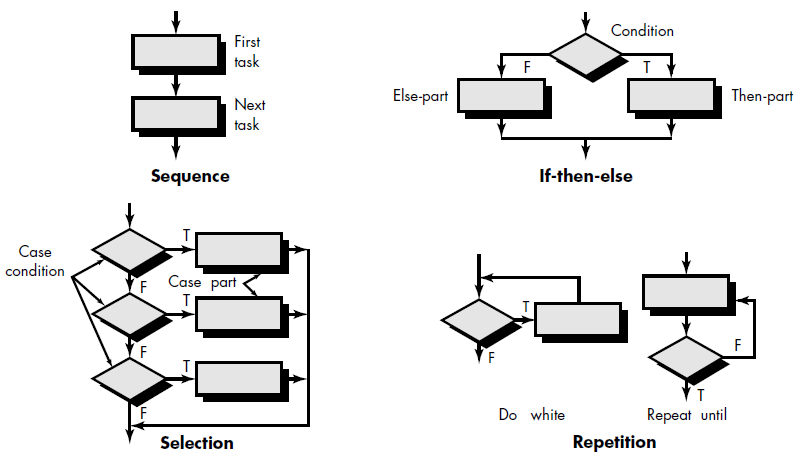 First
task
Next
task
Sequence
Condition
F
T
Else-part
Then-part
If-then-else
Case
condition
T
F
Case part
T
F
T
F
Selection
T
F
Do white
F
T
Repeat until
Repetition